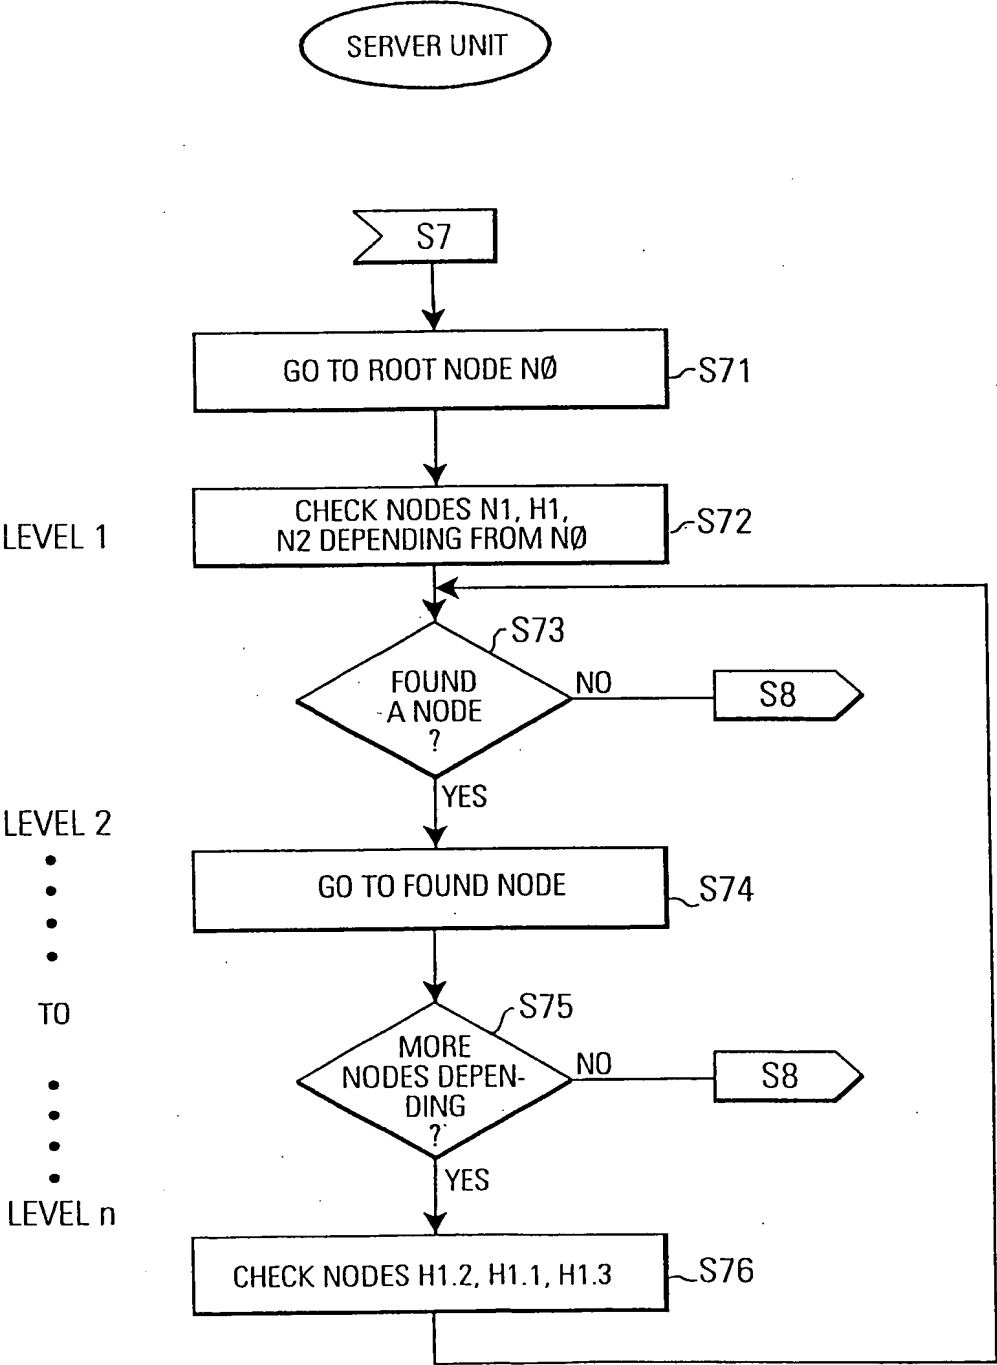 SERVER UNIT
S7
GO TO ROOT NODE NØ
S71
LEVEL 1
CHECK NODES N1, H1,
N2 DEPENDING FROM NØ
S72
S73
FOUND
A NODE
?
NO
S8
YES
LEVEL 2
GO TO FOUND NODE
S74
TO
S75
MORE
NODES DEPEN-
DING
?
NO
S8
YES
LEVEL n
CHECK NODES H1.2, H1.1, H1.3
S76